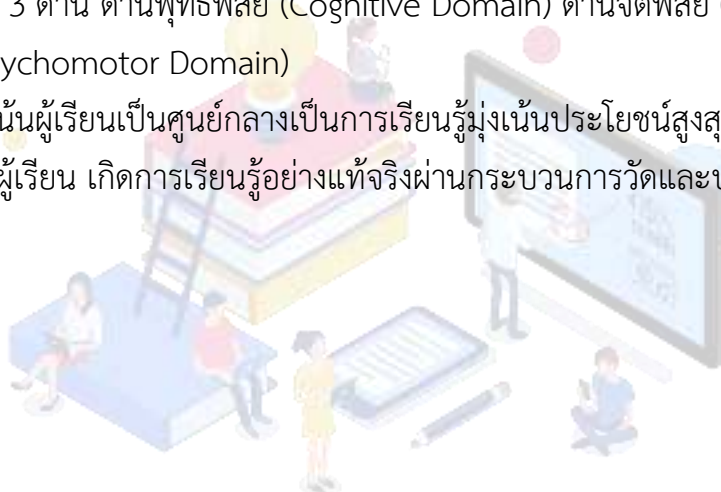 3 ด้าน ด้านพุทธิพิสัย (Cognitive Domain) ด้านจิตพิสัย
ychomotor Domain)
น้นผู้เรียนเป็นศูนย์กลางเป็นการเรียนรู้มุ่งเน้นประโยชน์สูงสุ
ผู้เรียน เกิดการเรียนรู้อย่างแท้จริงผ่านกระบวนการวัดและป